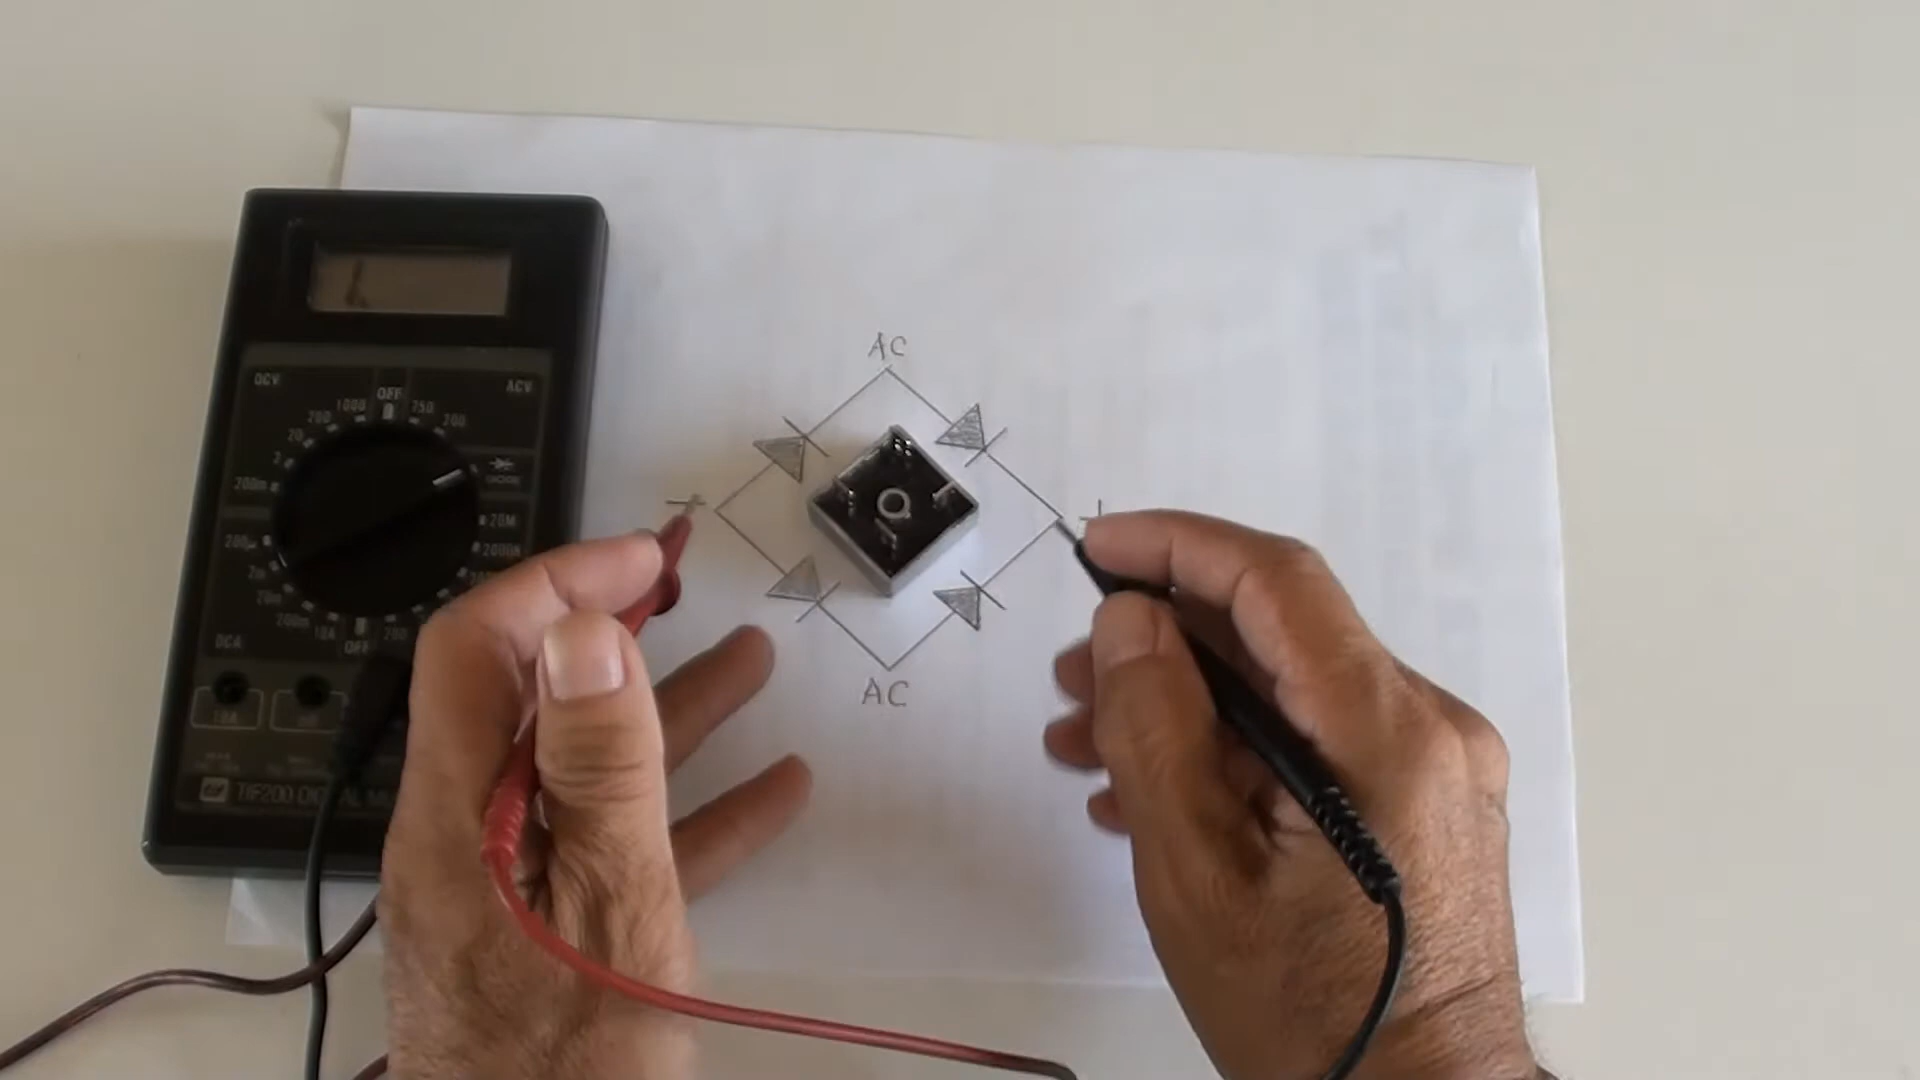 DCV
OFF
ACV
1000
750
200
200
20
2
200m
DIODE
20M
200µ
2000K
2m
20m
200m
10A
OFF
200
DCA
10A
TIF200
AC
AC
−
+